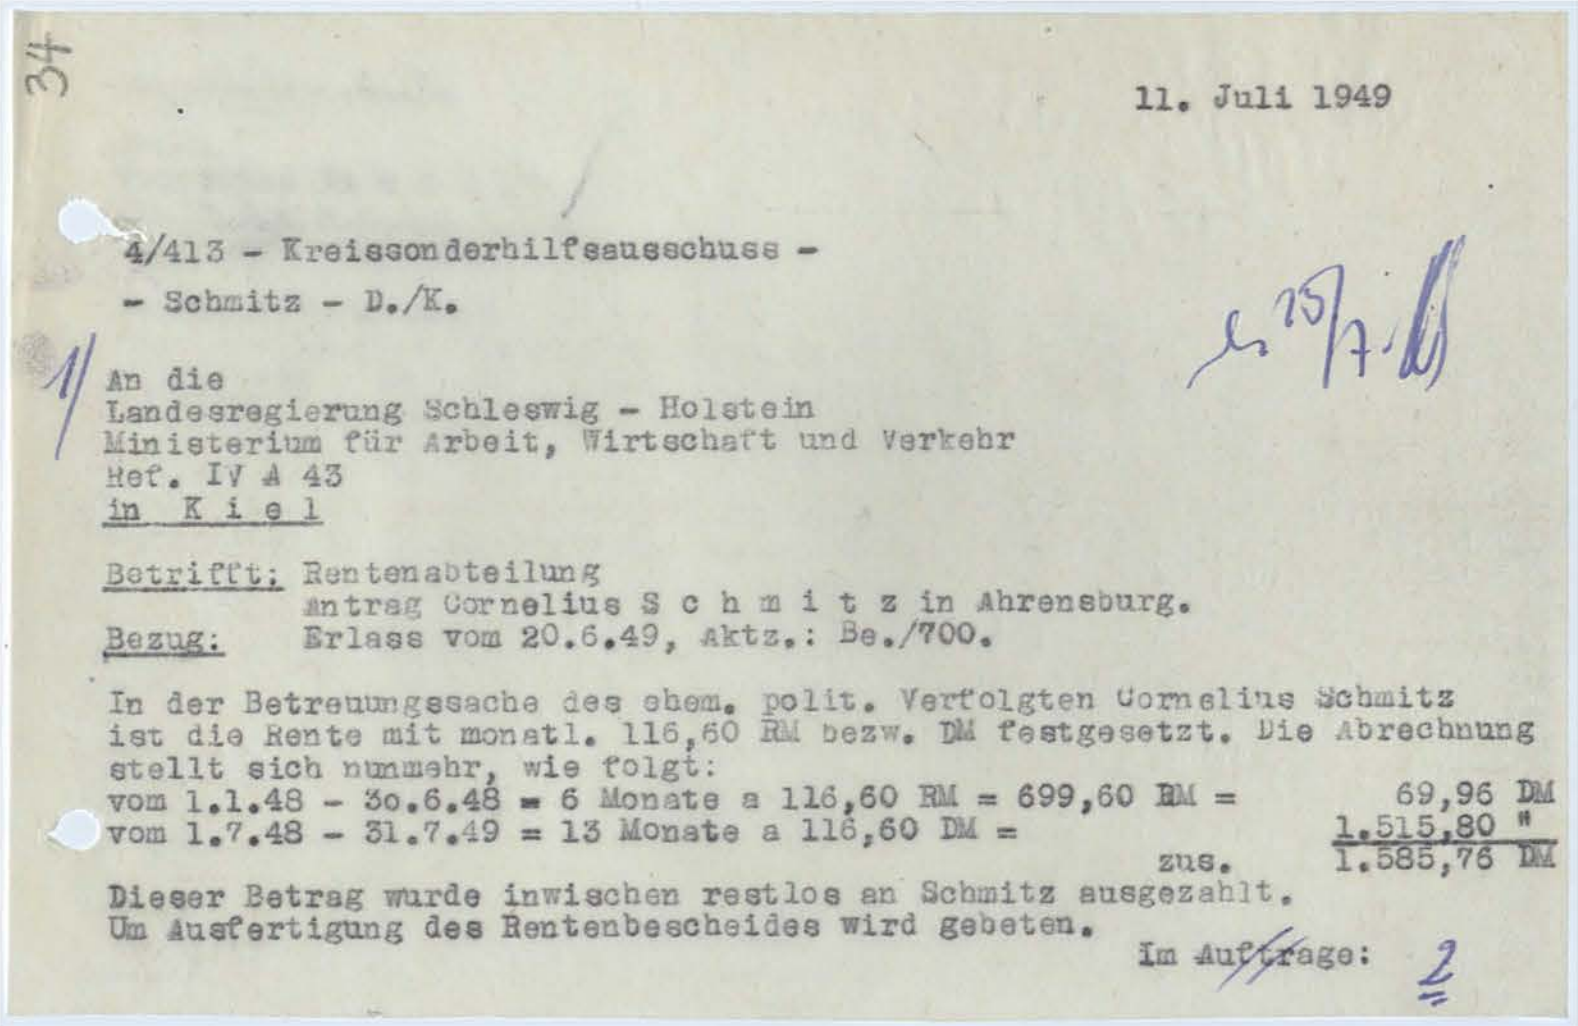 34
11. Juli 1949
4/413 - Kreissonderhilfsausschuss -
- Schmitz - D./K.
25/7.
1/
An die
Landesregierung Schleswig - Holstein
Ministerium für Arbeit, Wirtschaft und Verkehr
Ref. IV A 43
in K i e l
Betrifft: Rentenabteilung
Antrag Cornelius S c h m i t z in Ahrensburg.
Bezug: Erlass vom 20.6.49, Aktz.: Be./700.
In der Betreuungssache des ehem. polit. Verfolgten Cornelius Schmitz
ist die Rente mit monatl. 116,60 RM bezw. DM festgesetzt. Die Abrechnung
stellt sich nunmehr, wie folgt:
vom 1.1.48 - 30.6.48 = 6 Monate a 116,60 RM = 699,60 RM = 69,96 DM
vom 1.7.48 - 31.7.49 = 13 Monate a 116,60 DM = 1.515,80 "
zus. 1.585,76 DM
Dieser Betrag wurde inwischen restlos an Schmitz ausgezahlt.
Um Ausfertigung des Rentenbescheides wird gebeten.
Im Auftrage:
2